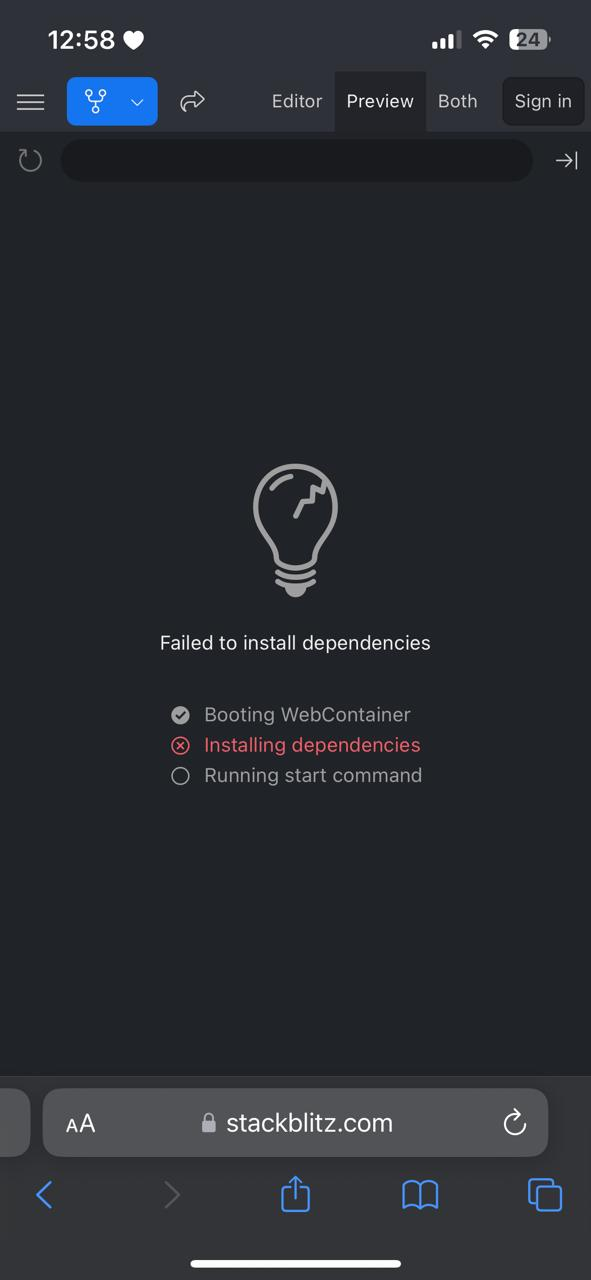 12:58
24
Editor Preview Both Sign in
Failed to install dependencies
Booting WebContainer
Installing dependencies
Running start command
AA stackblitz.com